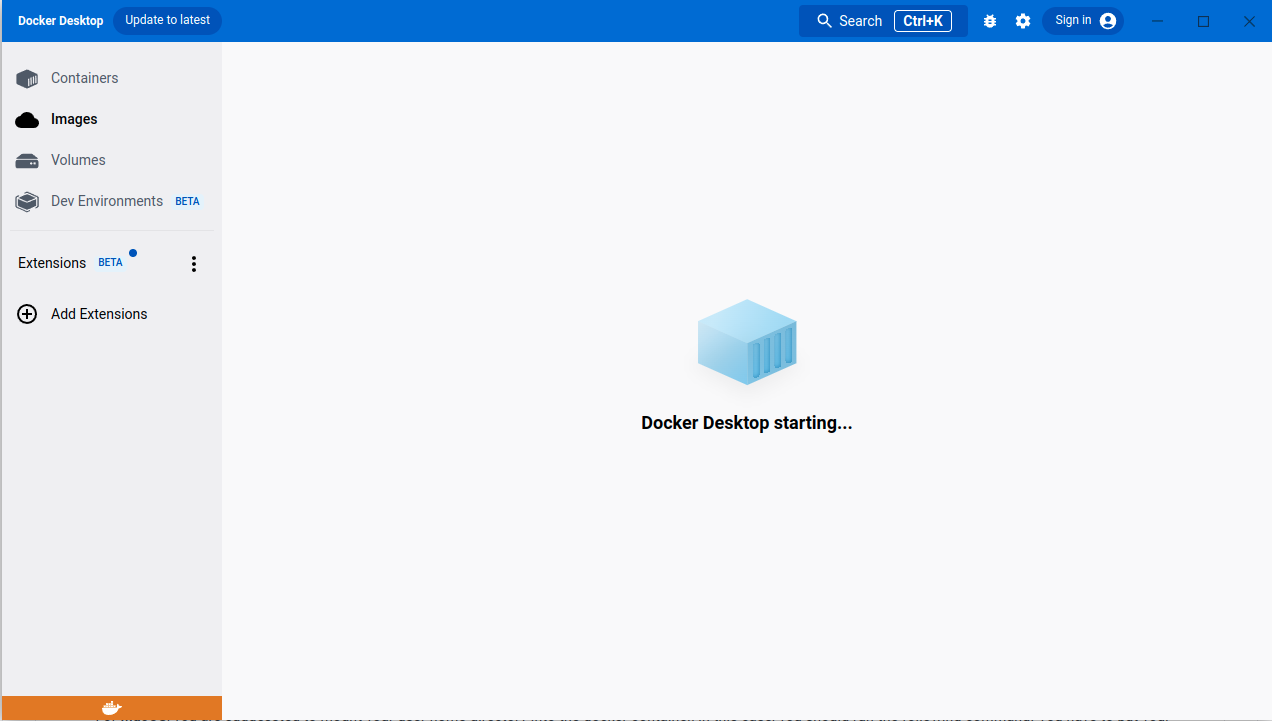 Docker Desktop Update to latest Search Ctrl+K Sign in
Containers
Images
Volumes
Dev Environments BETA
Extensions BETA
Add Extensions
Docker Desktop starting...